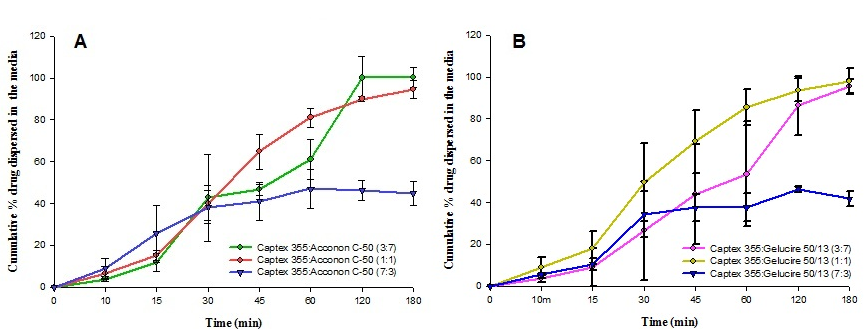 A
Cumulative % drug dispersed in the media
120
100
80
60
40
20
0
Captex 355:Acconon C-50 (3:7)
Captex 355:Acconon C-50 (1:1)
Captex 355:Acconon C-50 (7:3)
0 10 15 30 45 60 120 180
Time (min)
B
Cumulative % drug dispersed in the media
120
100
80
60
40
20
0
Captex 355:Gelucire 50/13 (3:7)
Captex 355:Gelucire 50/13 (1:1)
Captex 355:Gelucire 50/13 (7:3)
0 10m 15 30 45 60 120 180
Time (min)